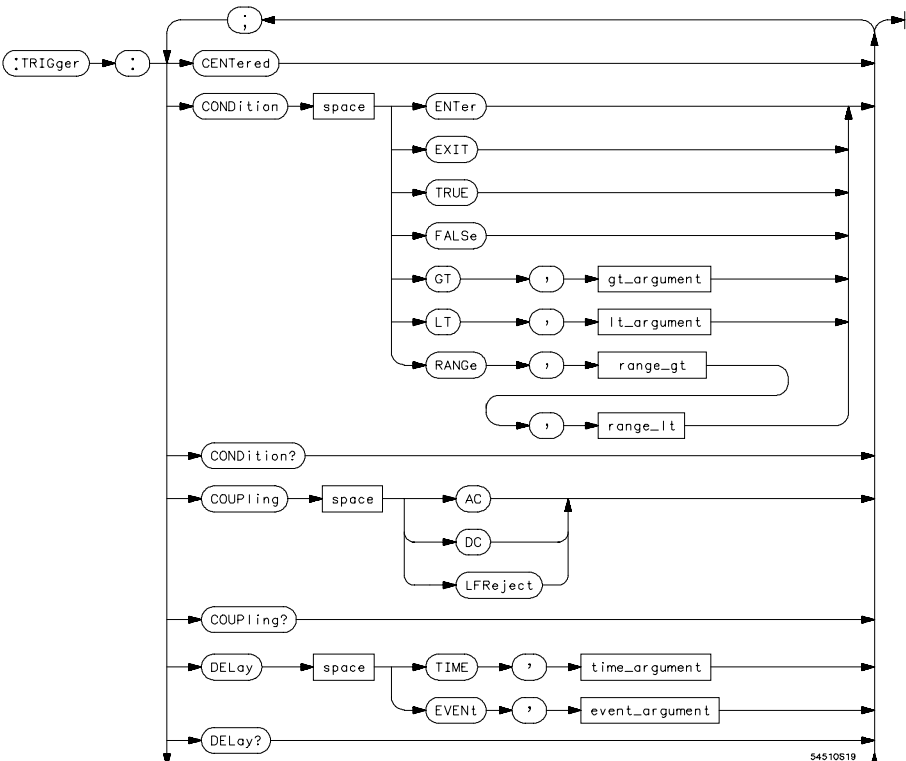 ;
:TRIGger : CENTered
CONDition space ENTer
EXIT
TRUE
FALSe
GT , gt_argument
LT , lt_argument
RANGe , range_gt
, range_lt
CONDition?
COUPling space AC
DC
LFReject
COUPling?
DELay space TIME , time_argument
EVENt , event_argument
DELay?
54510S19